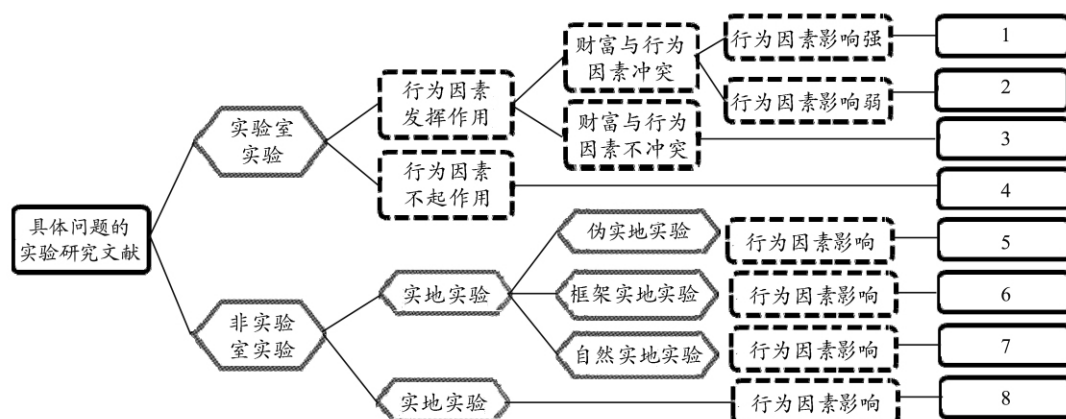 具体问题的
实验研究文献
实验室
实验
非实验
室实验
行为因素
发挥作用
行为因素
不起作用
实地实验
实地实验
财富与行为
因素冲突
财富与行为
因素不冲突
伪实地实验
框架实地实验
自然实地实验
行为因素影响强
行为因素影响弱
行为因素影响
行为因素影响
行为因素影响
行为因素影响
1
2
3
4
5
6
7
8